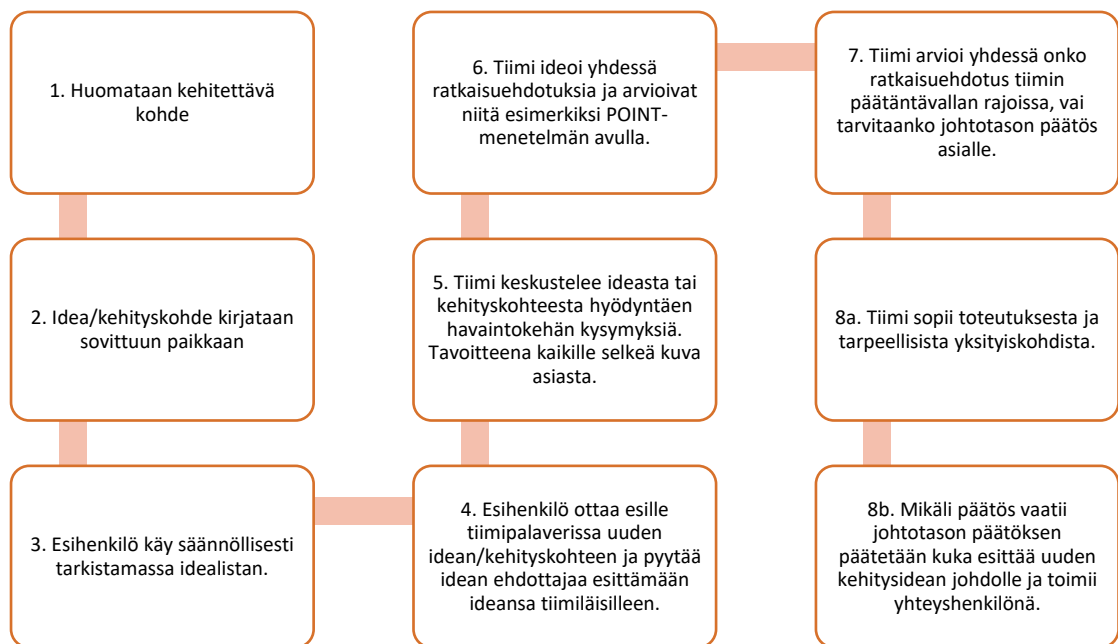 1. Huomataan kehitettävä
kohde
2. Idea/kehityskohde kirjataan
sovittuun paikkaan
3. Esihenkilö käy säännöllisesti
tarkistamassa idealistan.
4. Esihenkilö ottaa esille
tiimipalaverissa uuden
idean/kehityskohteen ja pyytää
idean ehdottajaa esittämään
ideansa tiimiläisilleen.
5. Tiimi keskustelee ideasta tai
kehityskohteesta hyödyntäen
havaintokehän kysymyksiä.
Tavoitteena kaikille selkeä kuva
asiasta.
6. Tiimi ideoi yhdessä
ratkaisuehdotuksia ja arvioivat
niitä esimerkiksi POINT-
menetelmän avulla.
7. Tiimi arvioi yhdessä onko
ratkaisuehdotus tiimin
päätäntävallan rajoissa, vai
tarvitaanko johtotason päätös
asialle.
8a. Tiimi sopii toteutuksesta ja
tarpeellisista yksityiskohdista.
8b. Mikäli päätös vaatii
johtotason päätöksen
päätetään kuka esittää uuden
kehitysidean johdolle ja toimii
yhteyshenkilönä.